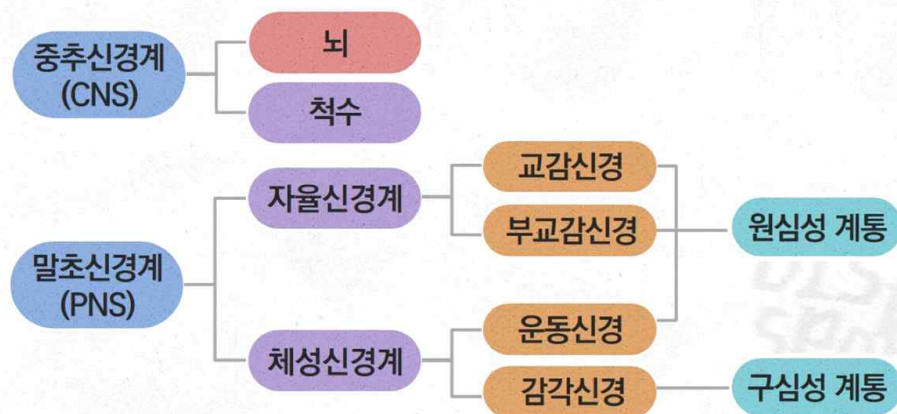 중추신경계
(CNS)
뇌
척수
말초신경계
(PNS)
자율신경계
교감신경
부교감신경
원심성 계통
체성신경계
운동신경
감각신경
구심성 계통